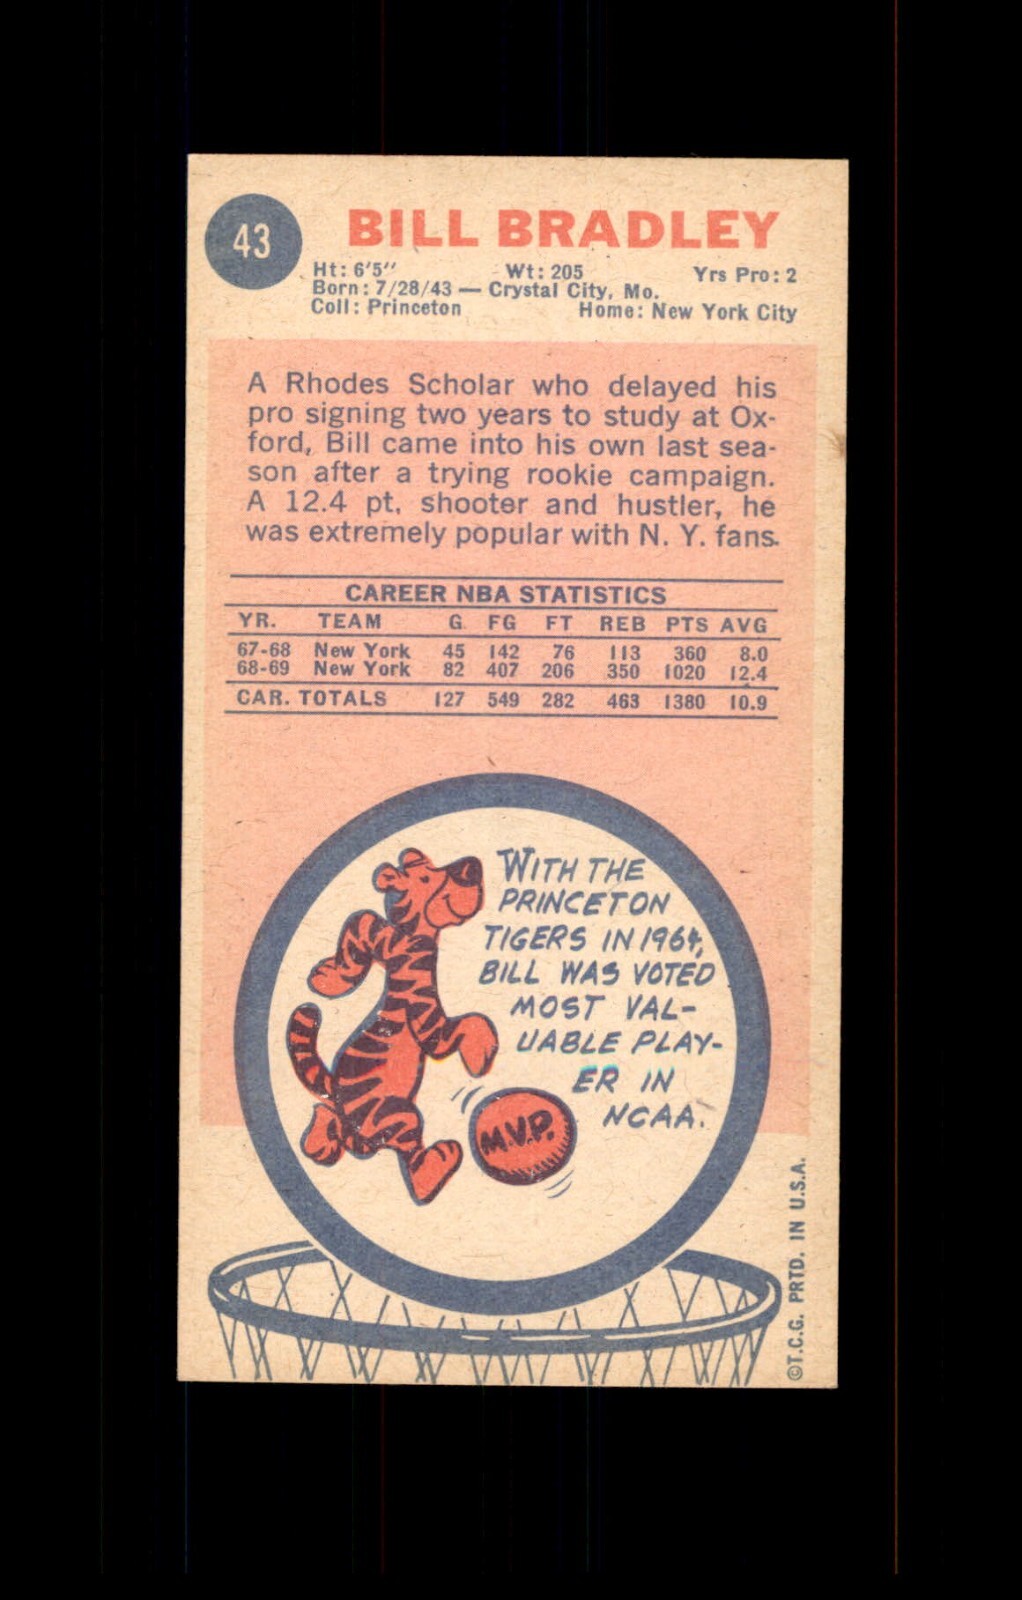 43
BILL BRADLEY
Ht: 6'5" Wt: 205 Yrs Pro: 2
Born: 7/28/43 — Crystal City, Mo.
Coll: Princeton Home: New York City
A Rhodes Scholar who delayed his
pro signing two years to study at Ox-
ford, Bill came into his own last sea-
son after a trying rookie campaign.
A 12.4 pt. shooter and hustler, he
was extremely popular with N. Y. fans.
CAREER NBA STATISTICS
YR. TEAM G FG FT REB PTS AVG
67-68 New York 45 142 76 113 360 8.0
68-69 New York 82 407 206 350 1020 12.4
CAR. TOTALS 127 549 282 463 1380 10.9
WITH THE
PRINCETON
TIGERS IN 1964,
BILL WAS VOTED
MOST VAL-
UABLE PLAY-
ER IN
NCAA.
M.V.P.
©T.C.G. PRTD. IN U.S.A.